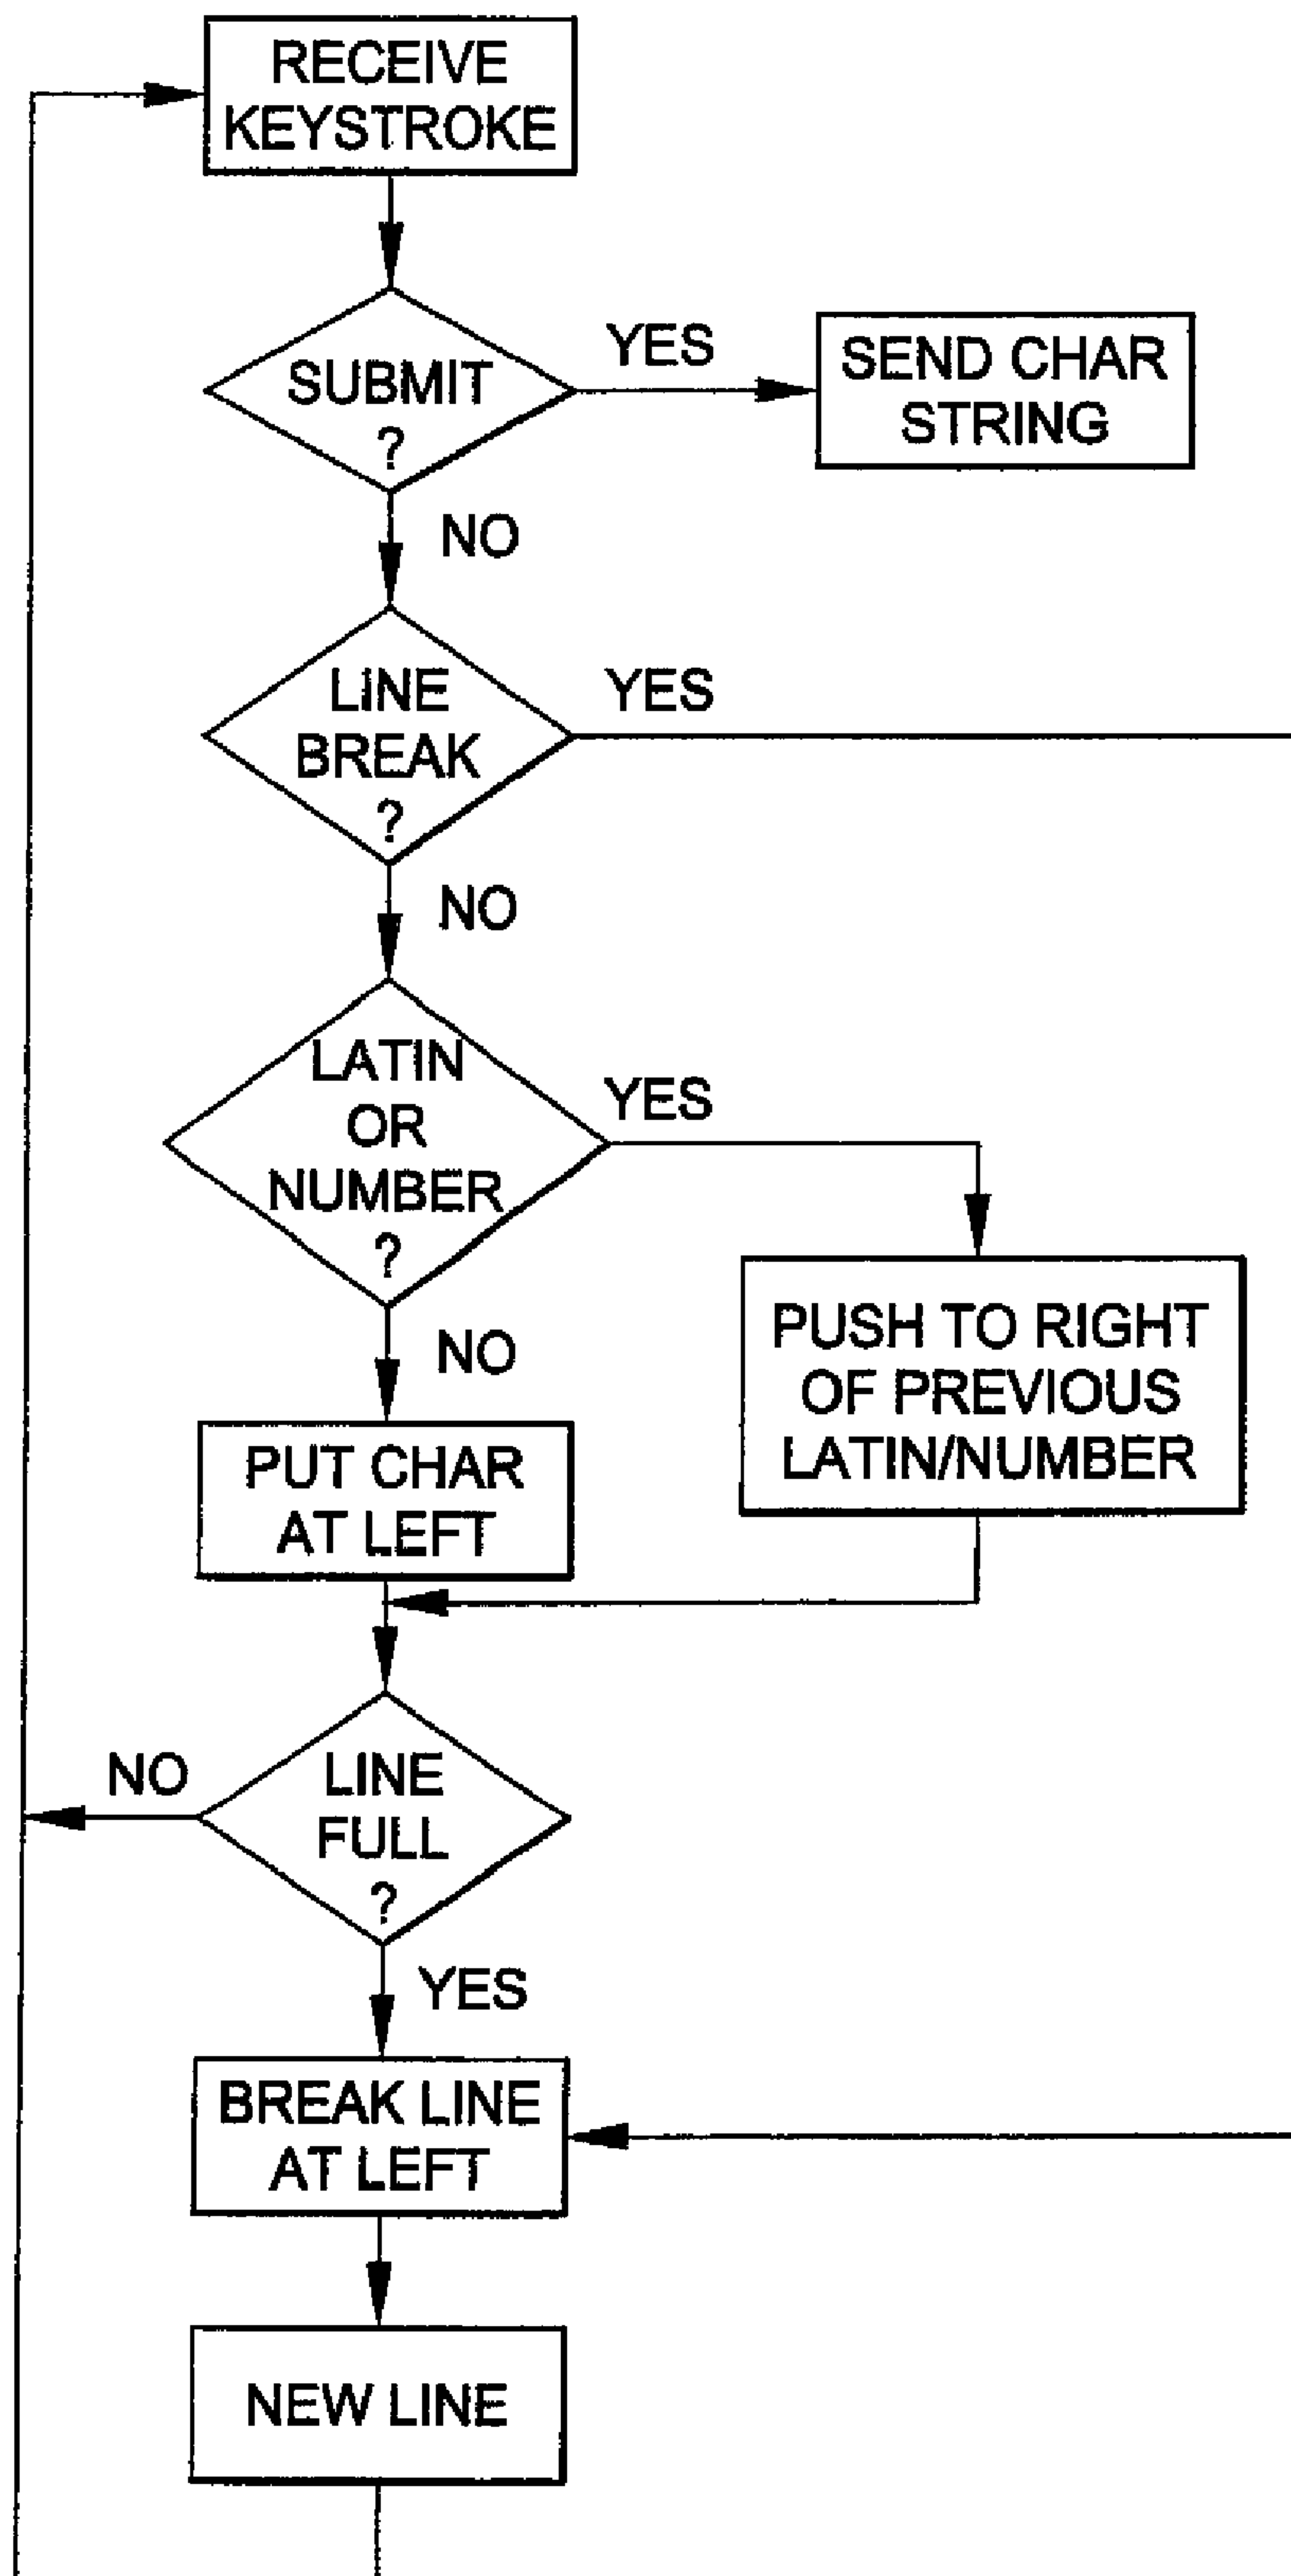 RECEIVE
KEYSTROKE
SUBMIT
?
YES
SEND CHAR
STRING
NO
LINE
BREAK
?
YES
NO
LATIN
OR
NUMBER
?
YES
NO
PUSH TO RIGHT
OF PREVIOUS
LATIN/NUMBER
PUT CHAR
AT LEFT
LINE
FULL
?
NO
YES
BREAK LINE
AT LEFT
NEW LINE